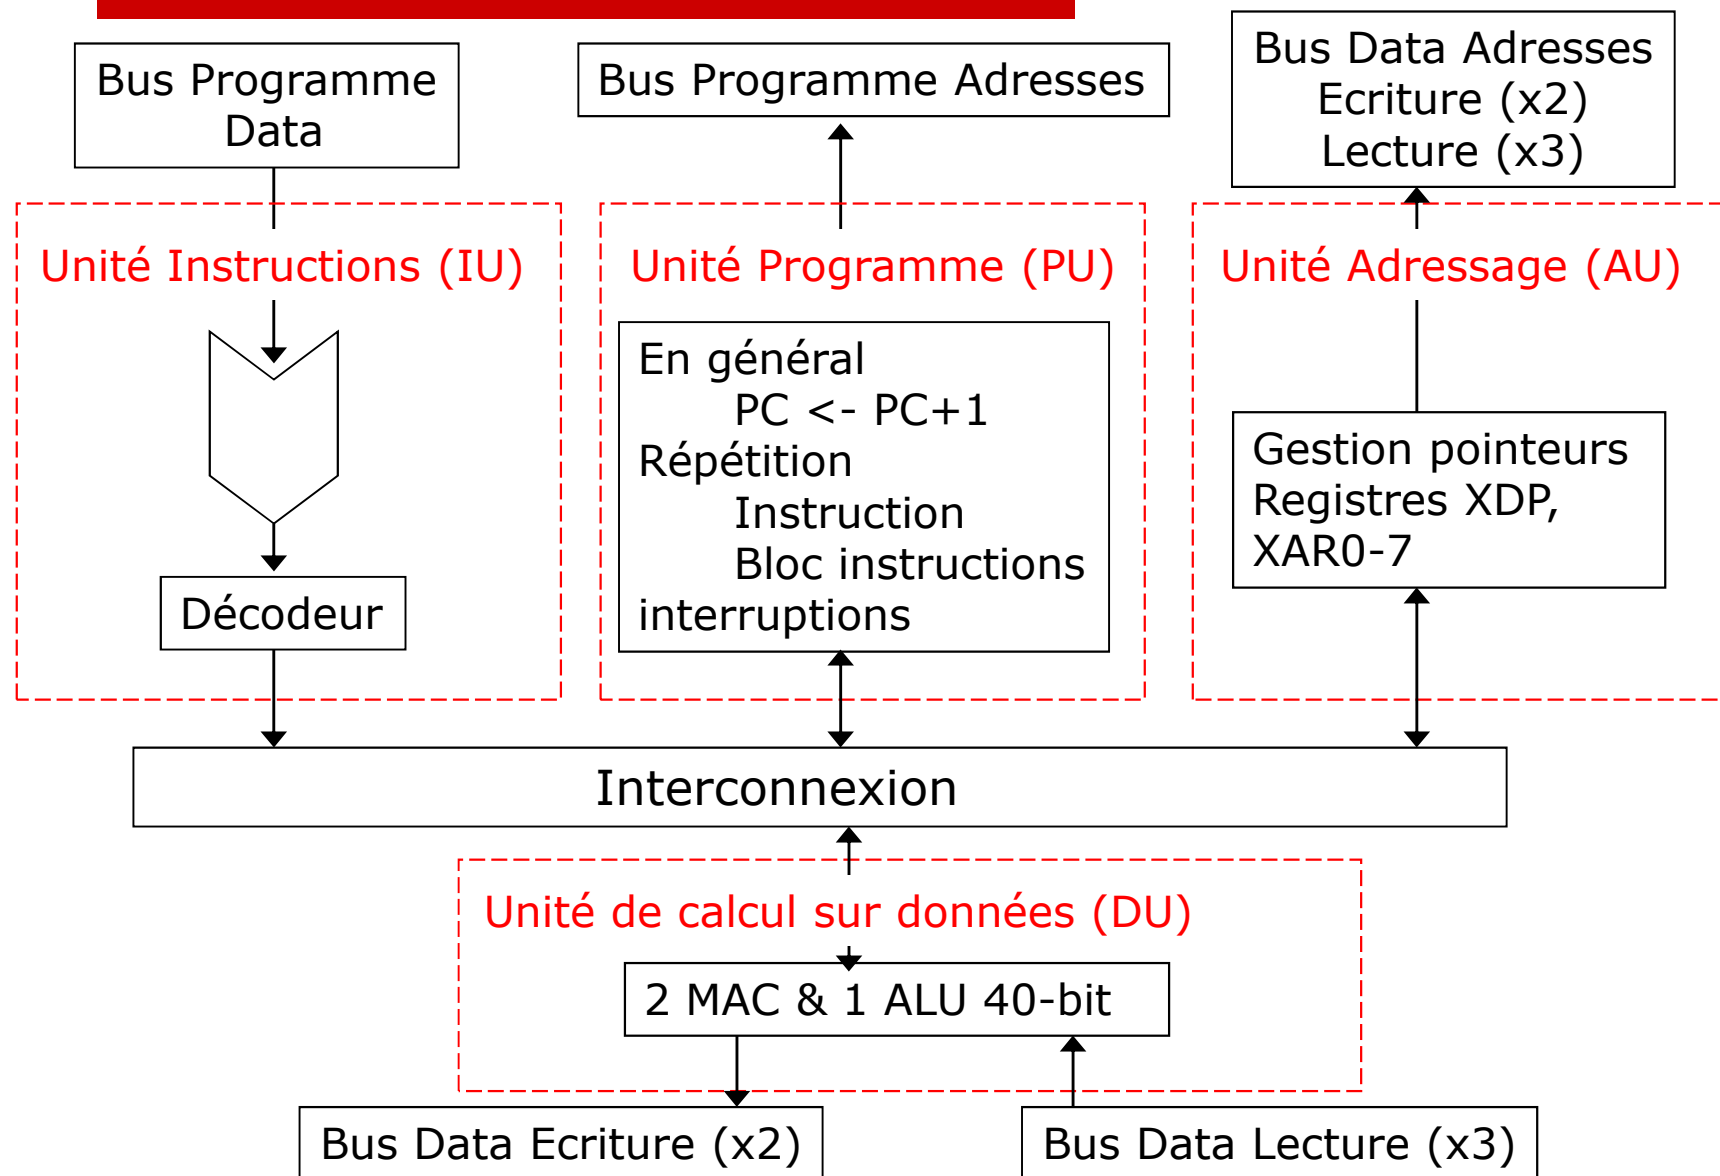 Bus Programme
Data
Bus Programme Adresses
Bus Data Adresses
Ecriture (x2)
Lecture (x3)
Unité Instructions (IU)
Décodeur
Unité Programme (PU)
En général
PC <- PC+1
Répétition
Instruction
Bloc instructions
interruptions
Unité Adressage (AU)
Gestion pointeurs
Registres XDP,
XAR0-7
Interconnexion
Unité de calcul sur données (DU)
2 MAC & 1 ALU 40-bit
Bus Data Ecriture (x2)
Bus Data Lecture (x3)